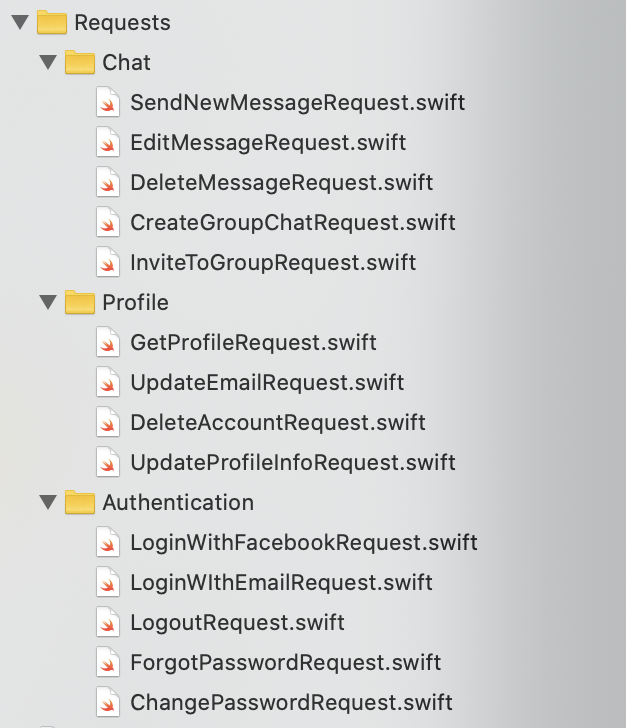 Requests
Chat
SendNewMessageRequest.swift
EditMessageRequest.swift
DeleteMessageRequest.swift
CreateGroupChatRequest.swift
InviteToGroupRequest.swift
Profile
GetProfileRequest.swift
UpdateEmailRequest.swift
DeleteAccountRequest.swift
UpdateProfileInfoRequest.swift
Authentication
LoginWithFacebookRequest.swift
LoginWIthEmailRequest.swift
LogoutRequest.swift
ForgotPasswordRequest.swift
ChangePasswordRequest.swift